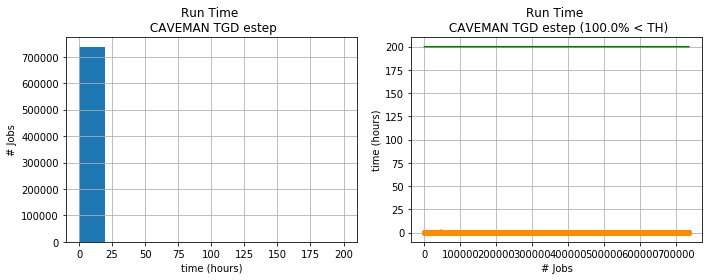 Run Time
CAVEMAN TGD estep
# Jobs
700000
600000
500000
400000
300000
200000
100000
0
0 25 50 75 100 125 150 175 200
time (hours)
Run Time
CAVEMAN TGD estep (100.0% < TH)
time (hours)
200
175
150
125
100
75
50
25
0
0 100000 200000 300000 400000 500000 600000 700000
# Jobs